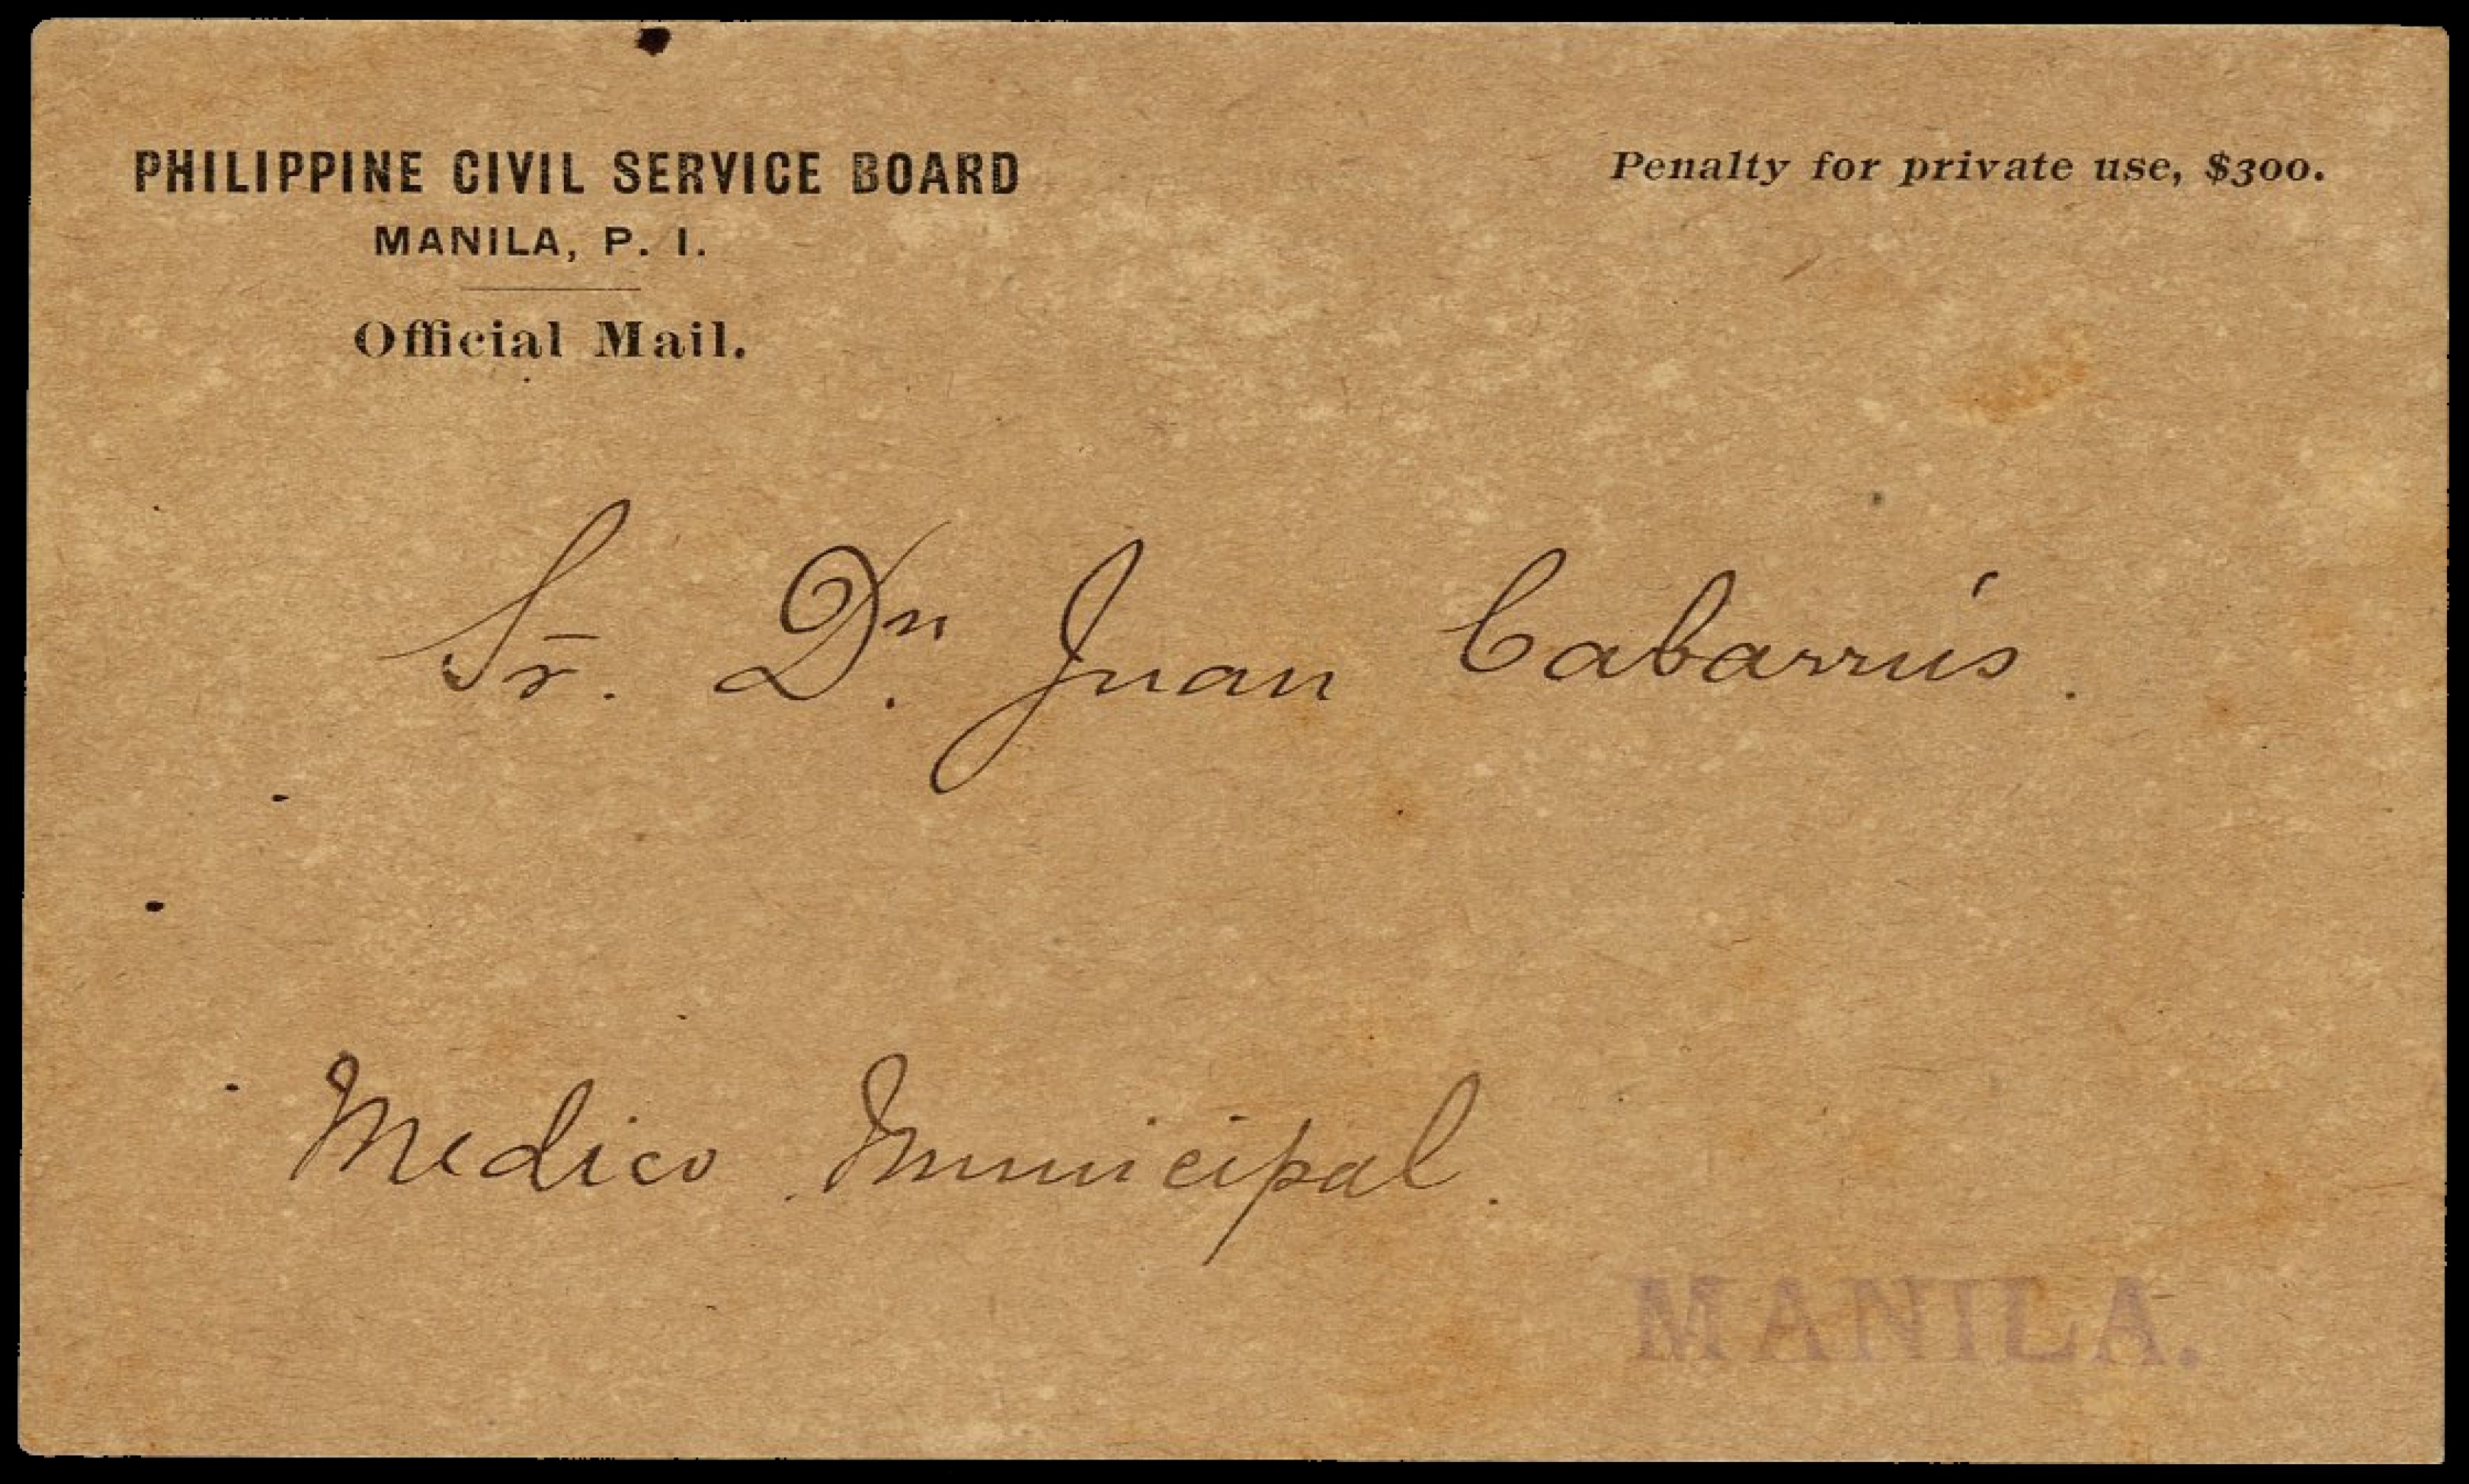 PHILIPPINE CIVIL SERVICE BOARD
MANILA, P. I.
Official Mail.
Penalty for private use, $300.
Sr. Dn. Juan Cabarrús.
Medico Municipal.
MANILA.